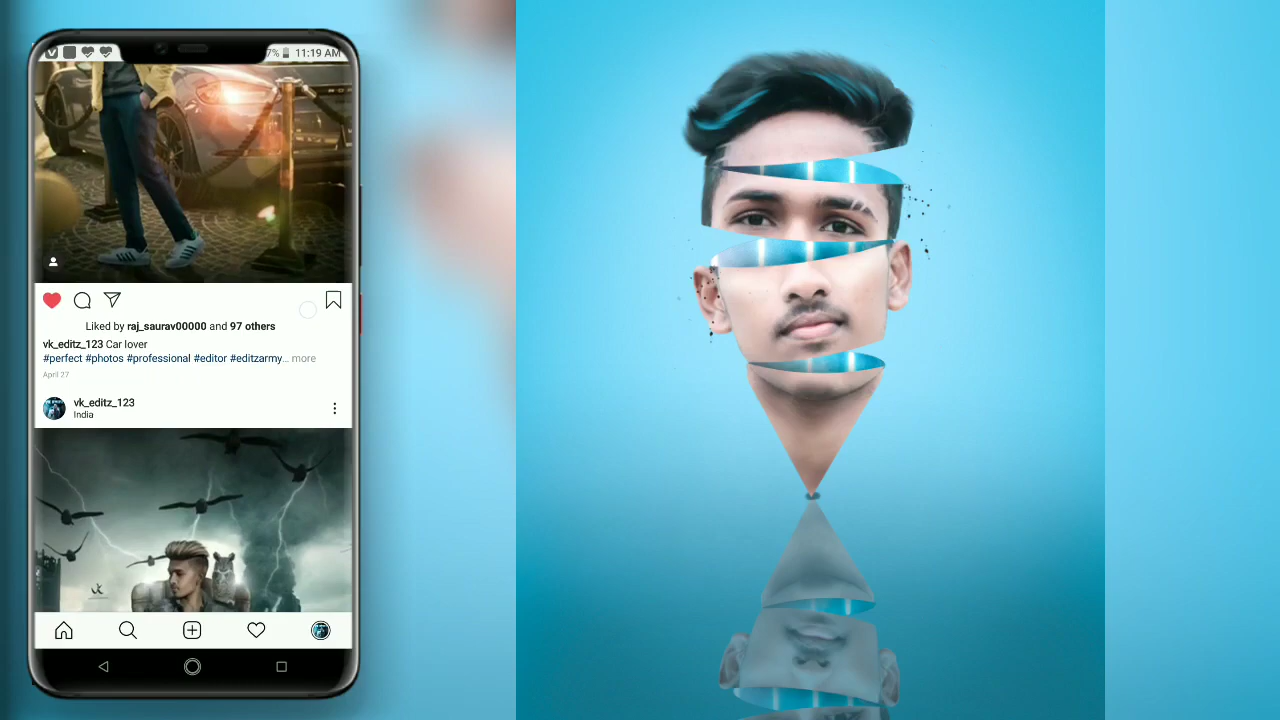 7% 11:19 AM
Liked by raj_saurav00000 and 97 others
vk_editz_123 Car lover
#perfect #photos #professional #editor #editzarmy... more
April 27
vk_editz_123
India